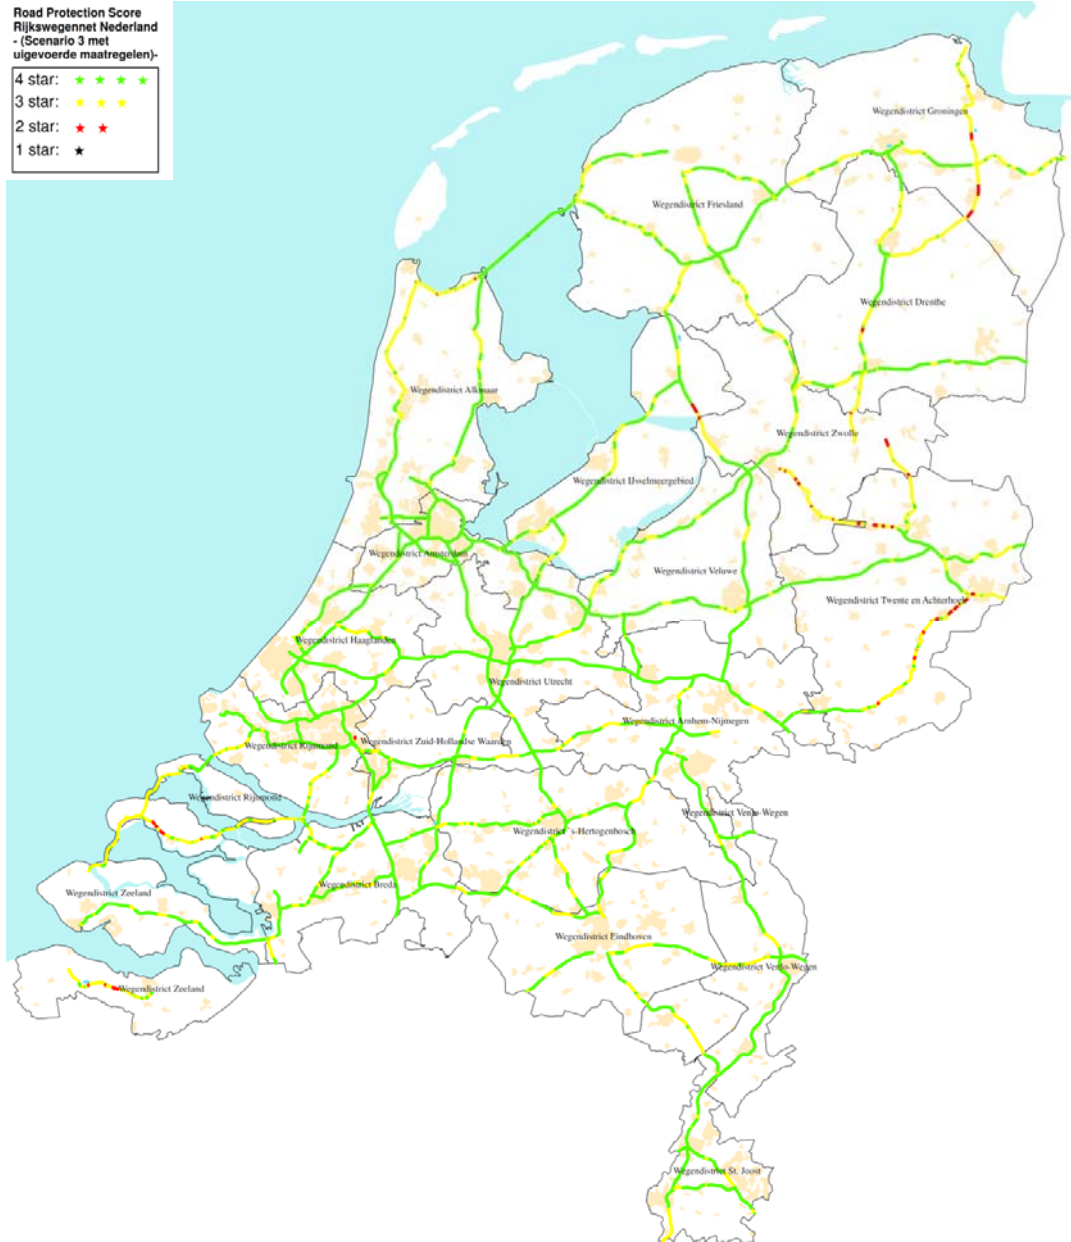 Road Protection Score
Rijkswegennet Nederland
- (Scenario 3 met
uigevoerde maatregelen)-
4 star:
3 star:
2 star:
1 star:
Wegendistrict Groningen
Wegendistrict Friesland
Wegendistrict Drenthe
Wegendistrict Alkmaar
Wegendistrict Zwolle
Wegendistrict IJsselmeergebied
Wegendistrict Amsterdam
Wegendistrict Veluwe
Wegendistrict Twente en Achterhoek
Wegendistrict Haaglanden
Wegendistrict Utrecht
Wegendistrict Arnhem-Nijmegen
Wegendistrict Zuid-Hollandse Waarden
Wegendistrict Rijnmond
Wegendistrict Rijnmond
Wegendistrict Venlo-Wegen
Wegendistrict 's-Hertogenbosch
Wegendistrict Breda
Wegendistrict Zeeland
Wegendistrict Eindhoven
Wegendistrict Venlo-Wegen
Wegendistrict Zeeland
Wegendistrict St. Joost